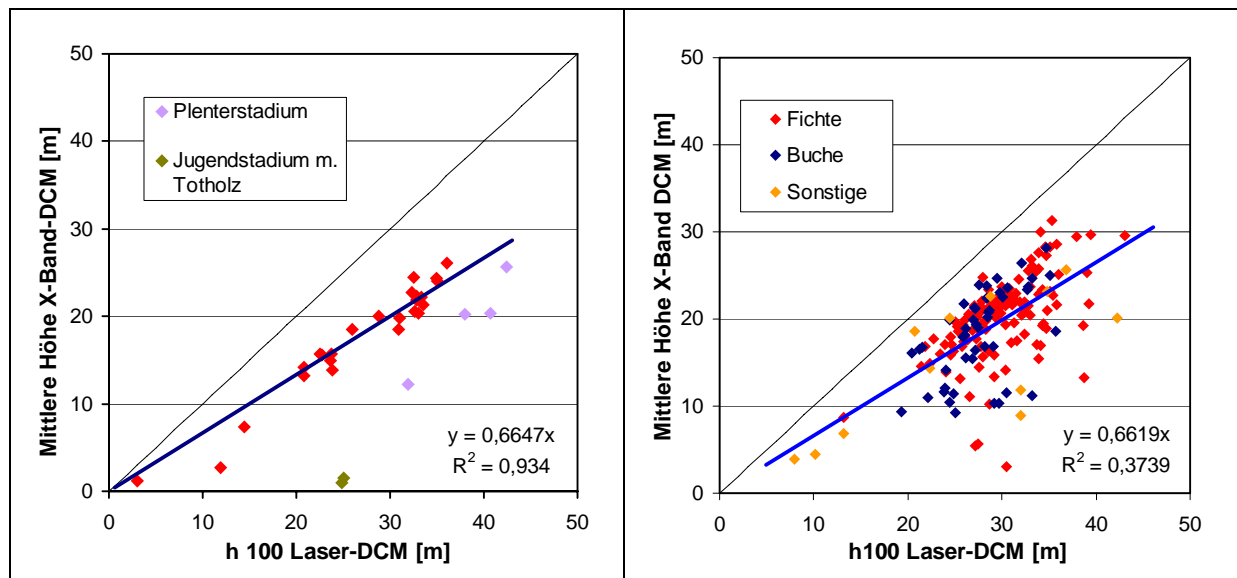 50
40
30
20
10
0
0 10 20 30 40 50
Mittlere Höhe X-Band-DCM [m]
h 100 Laser-DCM [m]
Plenterstadium
Jugendstadium m.
Totholz
y = 0,6647x
R² = 0,934
50
40
30
20
10
0
0 10 20 30 40 50
Mittlere Höhe X-Band DCM [m]
h100 Laser-DCM [m]
Fichte
Buche
Sonstige
y = 0,6619x
R² = 0,3739